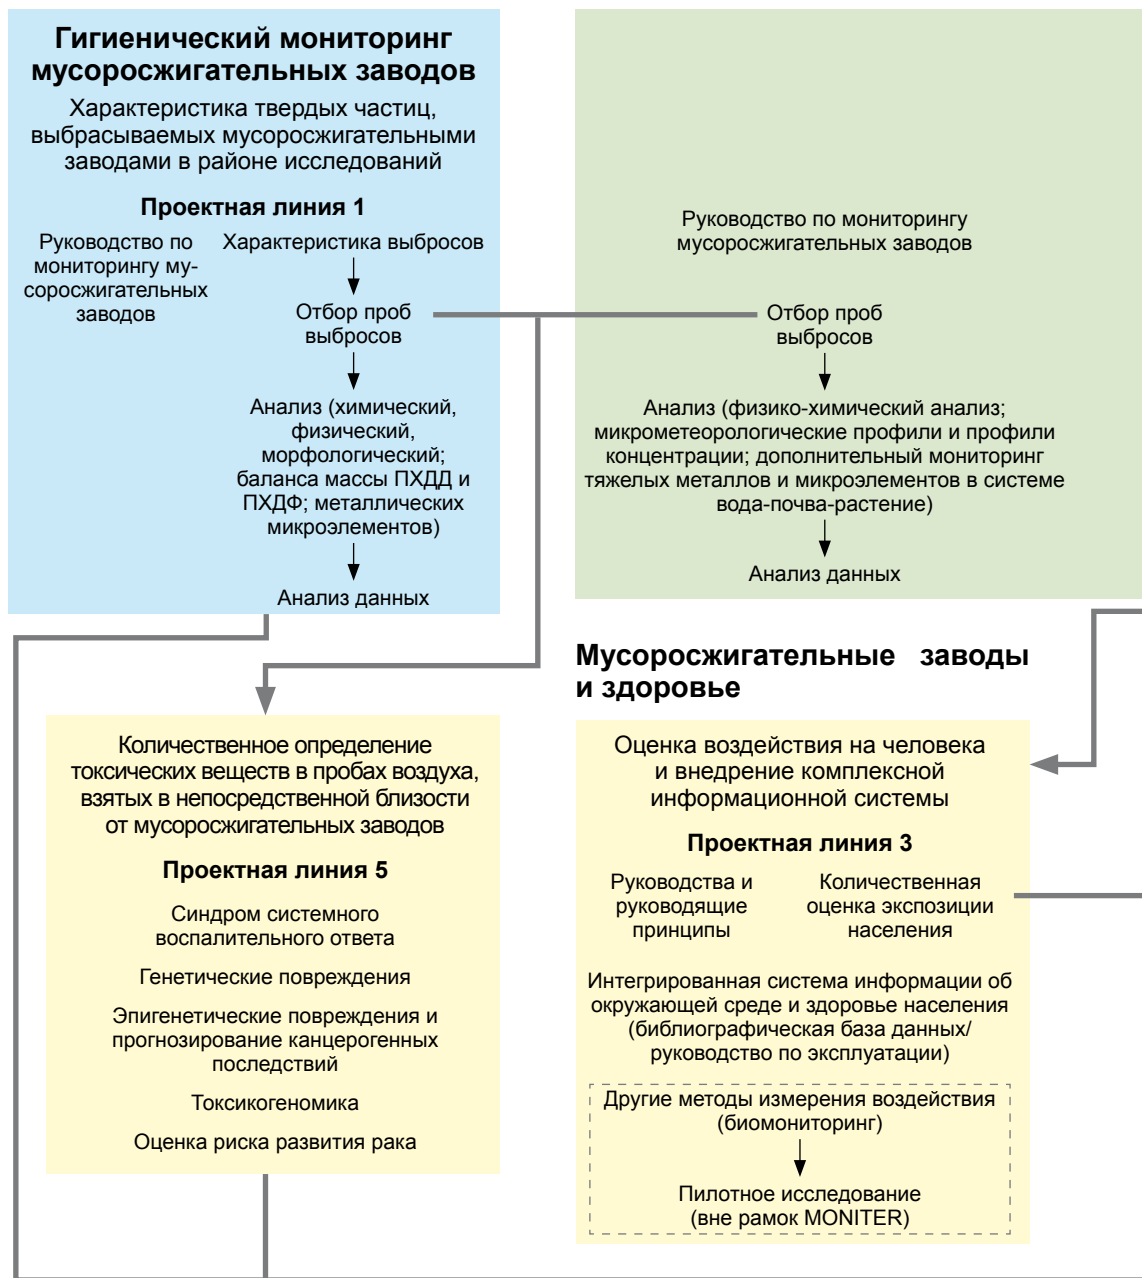 Гигиенический мониторинг
мусоросжигательных заводов
Характеристика твердых частиц,
выбрасываемых мусоросжигательными
заводами в районе исследований
Проектная линия 1
Руководство по
мониторингу му-
соросжигательных
заводов
Характеристика выбросов
Отбор проб
выбросов
Анализ (химический,
физический,
морфологический;
баланса массы ПХДД и
ПХДФ; металлических
микроэлементов)
Анализ данных
Руководство по мониторингу
мусоросжигательных заводов
Отбор проб
выбросов
Анализ (физико-химический анализ;
микрометеорологические профили и профили
концентрации; дополнительный мониторинг
тяжелых металлов и микроэлементов в системе
вода-почва-растение)
Анализ данных
Количественное определение
токсических веществ в пробах воздуха,
взятых в непосредственной близости
от мусоросжигательных заводов
Проектная линия 5
Синдром системного
воспалительного ответа
Генетические повреждения
Эпигенетические повреждения и
прогнозирование канцерогенных
последствий
Токсикогеномика
Оценка риска развития рака
Мусоросжигательные заводы
и здоровье
Оценка воздействия на человека
и внедрение комплексной
информационной системы
Проектная линия 3
Руководства и
руководящие
принципы
Количественная
оценка экспозиции
населения
Интегрированная система информации об
окружающей среде и здоровье населения
(библиографическая база данных/
руководство по эксплуатации)
Другие методы измерения воздействия
(биомониторинг)
Пилотное исследование
(вне рамок MONITER)